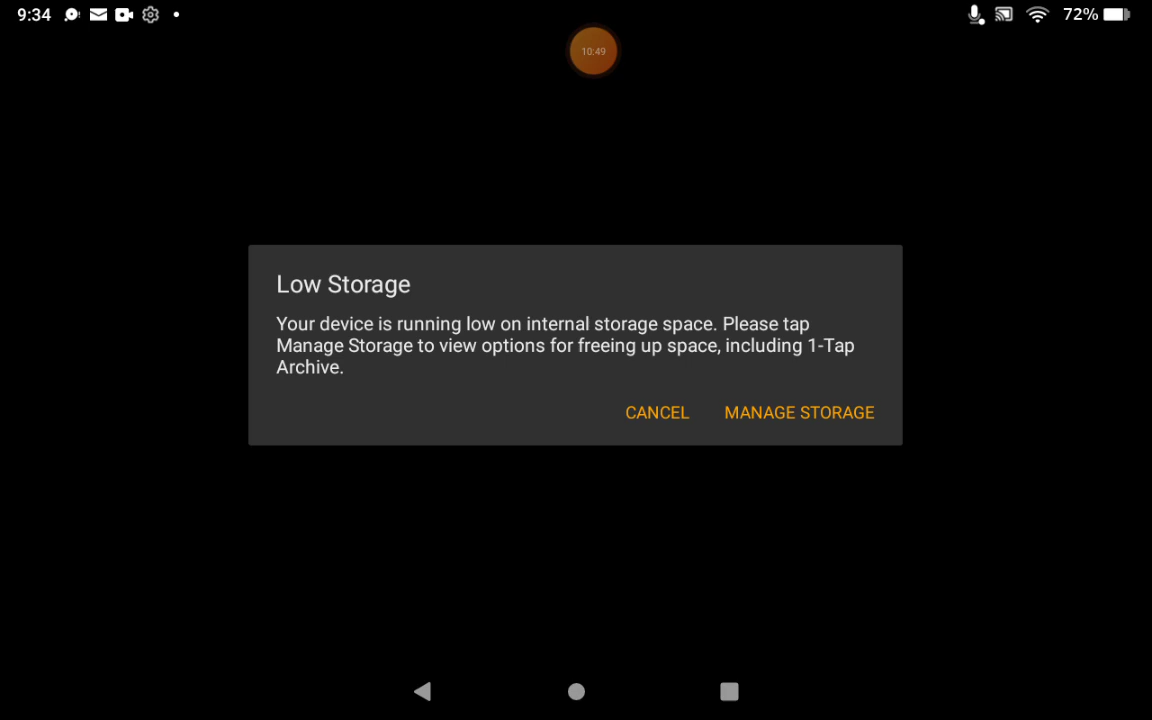 9:34
72%
10:49
Low Storage
Your device is running low on internal storage space. Please tap
Manage Storage to view options for freeing up space, including 1-Tap
Archive.
CANCEL MANAGE STORAGE